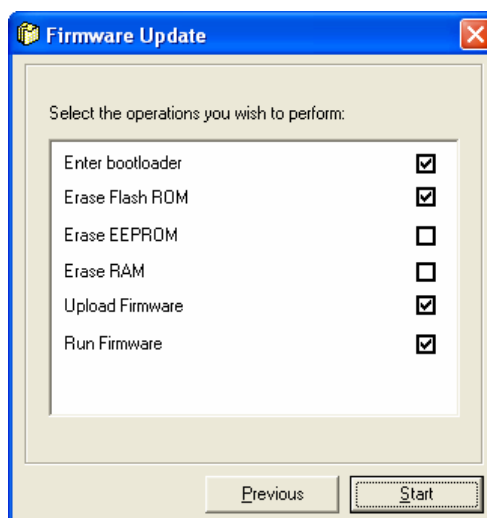 Firmware Update
Select the operations you wish to perform:
Enter bootloader
Erase Flash ROM
Erase EEPROM
Erase RAM
Upload Firmware
Run Firmware
Previous
Start